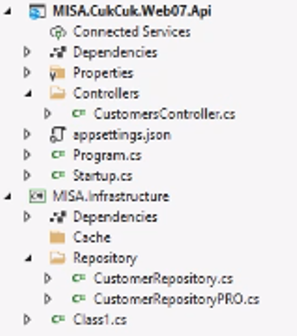 MISA.CukCuk.Web07.Api
Connected Services
Dependencies
Properties
Controllers
CustomersController.cs
appsettings.json
Program.cs
Startup.cs
MISA.Infrastructure
Dependencies
Cache
Repository
CustomerRepository.cs
CustomerRepositoryPRO.cs
Class1.cs